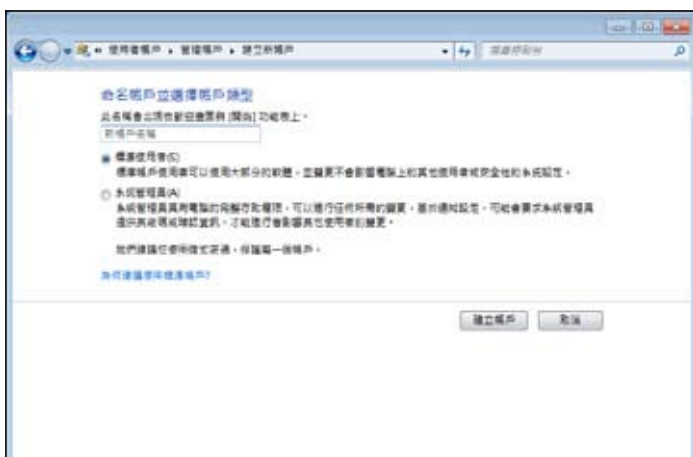 使用者帳戶 ▸ 管理帳戶 ▸ 建立新帳戶
搜尋控制台
命名帳戶並選擇帳戶類型
此名稱會出現在歡迎畫面與 [開始] 功能表上。
新帳戶名稱
標準使用者(S)
標準帳戶使用者可以使用大部分的軟體，並變更不會影響電腦上的其他使用者或安全性的系統設定。
系統管理員(A)
系統管理員具有電腦的完整存取權限，可以進行任何所需的變更。基於通知設定，可能會要求系統管理員
提供密碼或確認資訊，才能進行會影響其他使用者的變更。
我們建議您使用強式密碼，保護每一個帳戶。
為何建議使用標準帳戶?
建立帳戶
取消